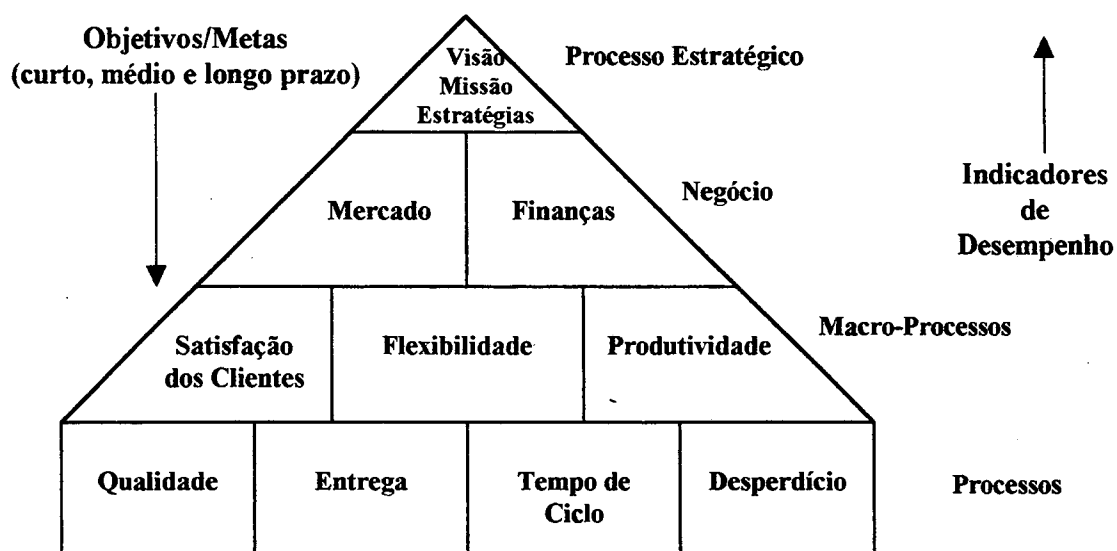 Objetivos/Metas
(curto, médio e longo prazo)
Visão
Missão
Estratégias
Processo Estratégico
Mercado
Finanças
Negócio
Indicadores
de
Desempenho
Satisfação
dos Clientes
Flexibilidade
Produtividade
Macro-Processos
Qualidade
Entrega
Tempo de
Ciclo
Desperdício
Processos